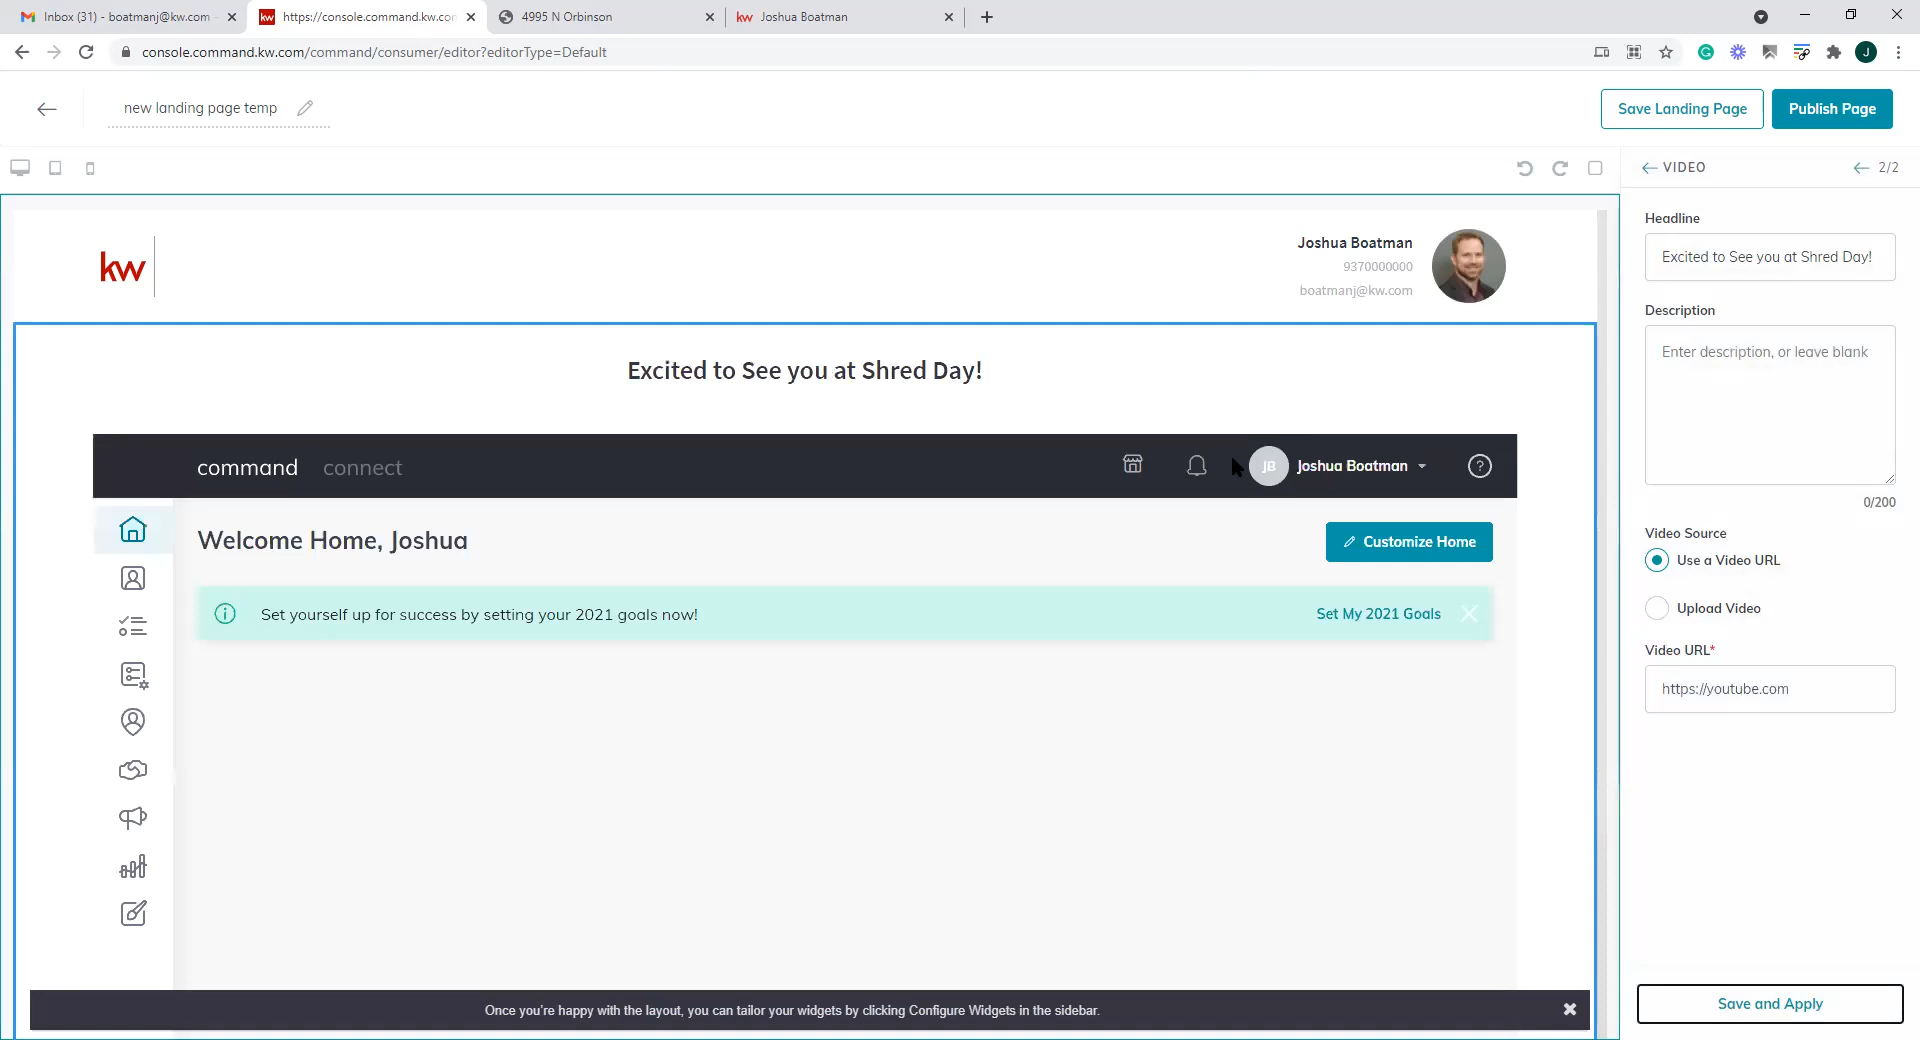 Inbox (31) - boatmanj@kw.com
https://console.command.kw.con
4995 N Orbinson
kw Joshua Boatman
console.command.kw.com/command/consumer/editor?editorType=Default
J
new landing page temp
Save Landing Page
Publish Page
VIDEO
2/2
kw
Joshua Boatman
9370000000
boatmanj@kw.com
Headline
Excited to See you at Shred Day!
Description
Enter description, or leave blank
0/200
Video Source
Use a Video URL
Upload Video
Video URL*
https://youtube.com
Save and Apply
Excited to See you at Shred Day!
command connect
JB Joshua Boatman
Welcome Home, Joshua
Customize Home
Set yourself up for success by setting your 2021 goals now!
Set My 2021 Goals
Once you're happy with the layout, you can tailor your widgets by clicking Configure Widgets in the sidebar.